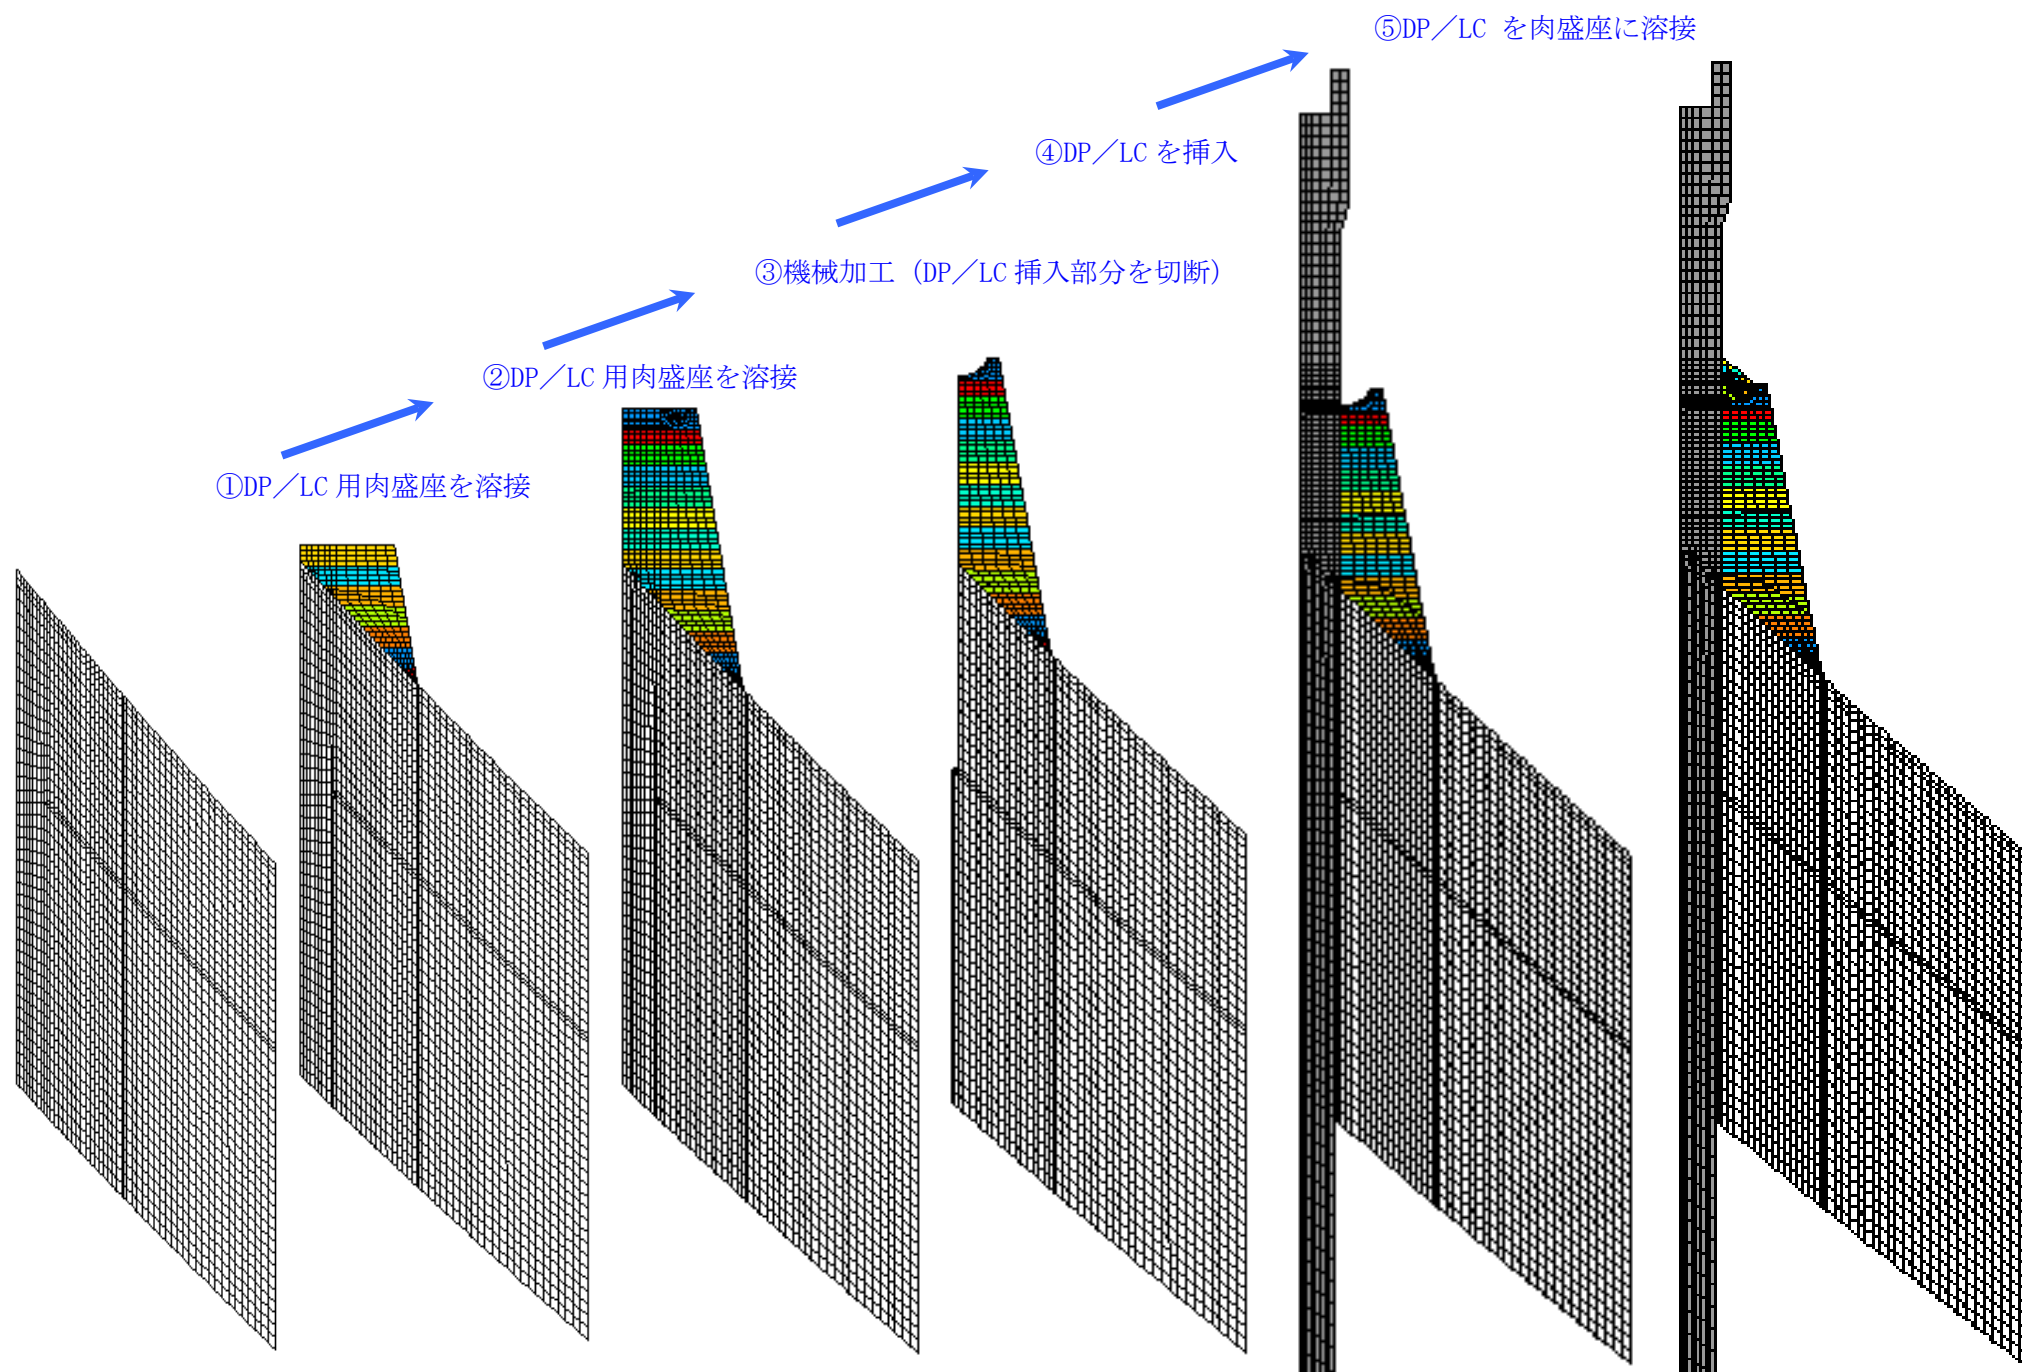 ①DP／LC 用肉盛座を溶接
②DP／LC 用肉盛座を溶接
③機械加工（DP／LC 挿入部分を切断）
④DP／LC を挿入
⑤DP／LC を肉盛座に溶接